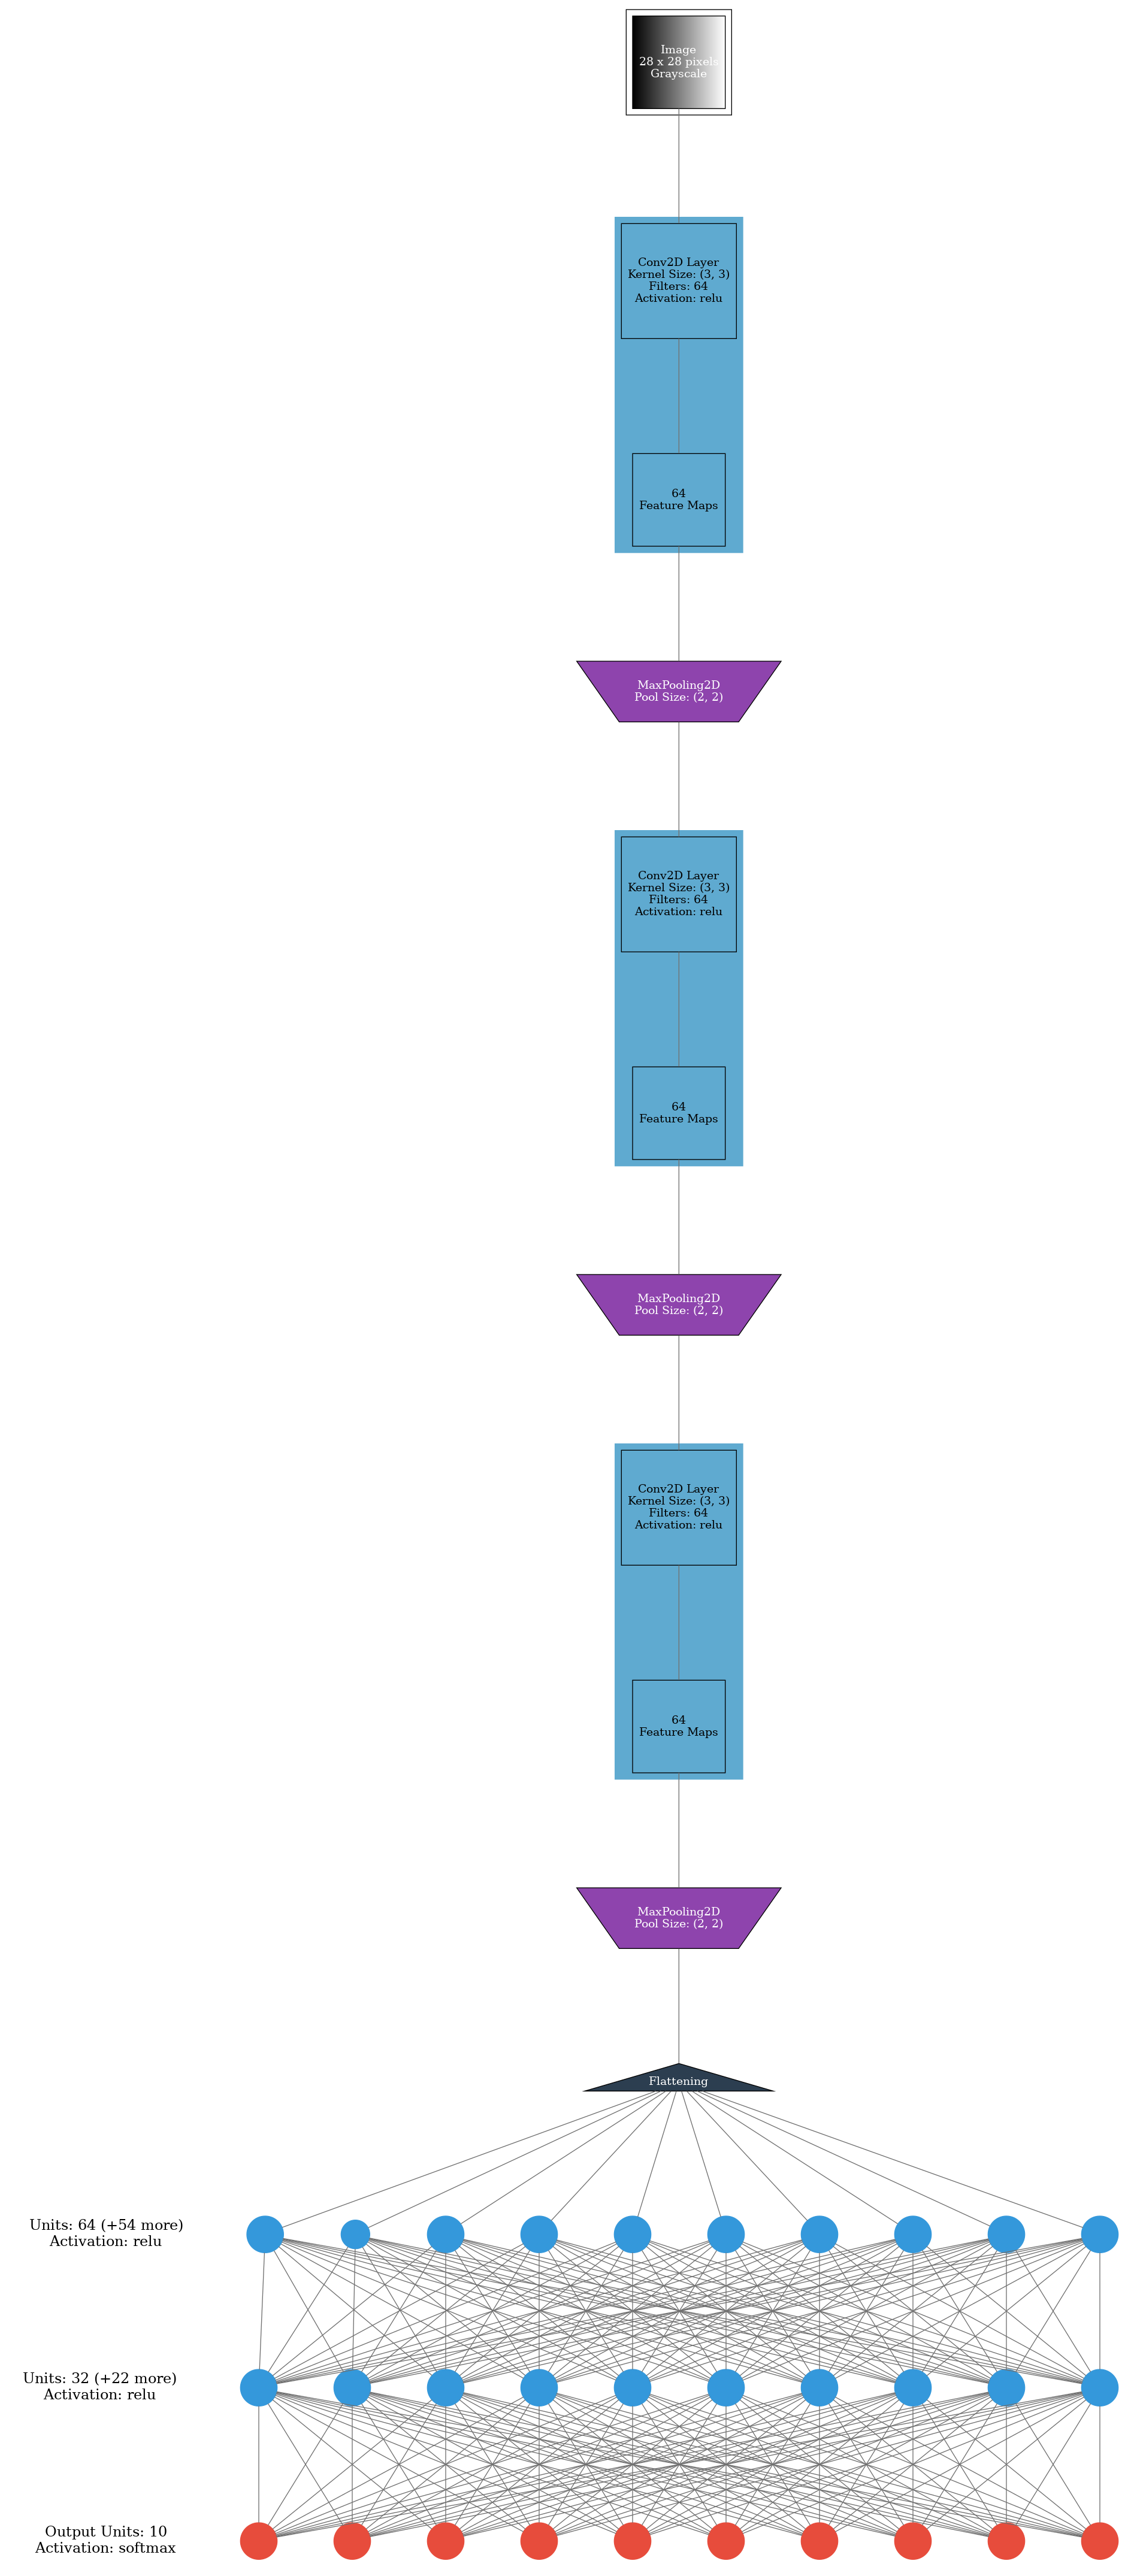 Image
28 x 28 pixels
Grayscale
Conv2D Layer
Kernel Size: (3, 3)
Filters: 64
Activation: relu
64
Feature Maps
MaxPooling2D
Pool Size: (2, 2)
Conv2D Layer
Kernel Size: (3, 3)
Filters: 64
Activation: relu
64
Feature Maps
MaxPooling2D
Pool Size: (2, 2)
Conv2D Layer
Kernel Size: (3, 3)
Filters: 64
Activation: relu
64
Feature Maps
MaxPooling2D
Pool Size: (2, 2)
Flattening
Units: 64 (+54 more)
Activation: relu
Units: 32 (+22 more)
Activation: relu
Output Units: 10
Activation: softmax